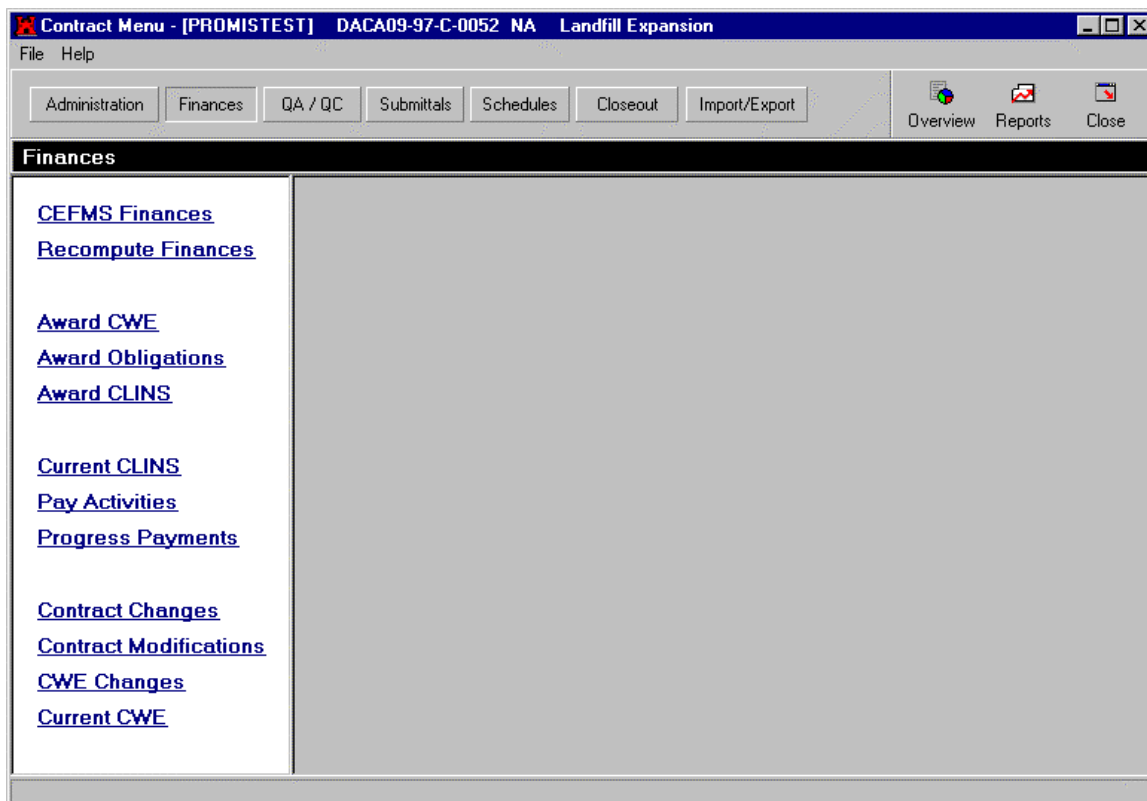 Contract Menu - [PROMISTEST] DACA09-97-C-0052 NA Landfill Expansion
File Help
Administration Finances QA / QC Submittals Schedules Closeout Import/Export Overview Reports Close
Finances
CEFMS Finances
Recompute Finances
Award CWE
Award Obligations
Award CLINS
Current CLINS
Pay Activities
Progress Payments
Contract Changes
Contract Modifications
CWE Changes
Current CWE